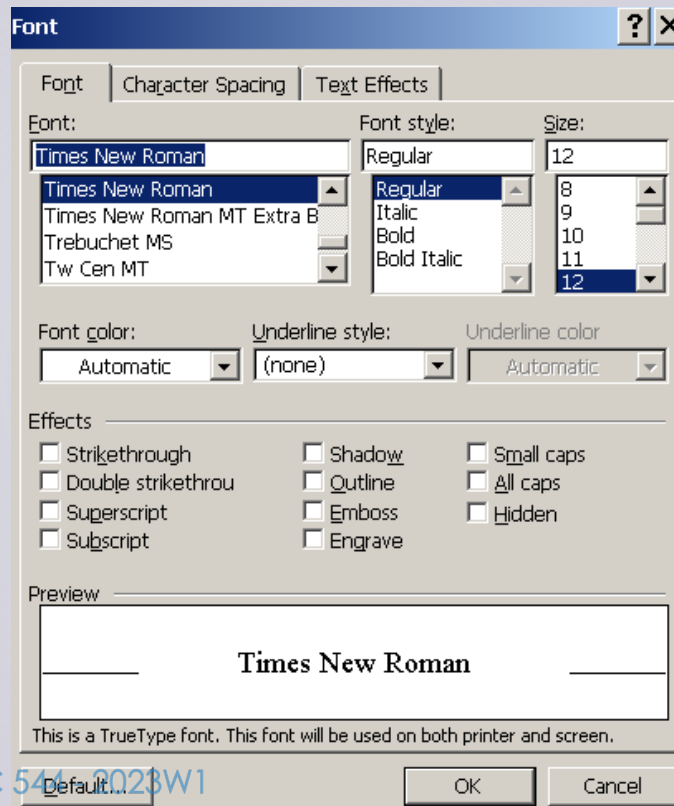 Font ? X
Font Character Spacing Text Effects
Font: Font style: Size:
Times New Roman Regular 12
Times New Roman Regular 8
Times New Roman MT Extra B Italic 9
Trebuchet MS Bold 10
Tw Cen MT Bold Italic 11
12
Font color: Underline style: Underline color
Automatic (none) Automatic
Effects
Strikethrough Shadow Small caps
Double strikethrou Outline All caps
Superscript Emboss Hidden
Subscript Engrave
Preview
Times New Roman
This is a TrueType font. This font will be used on both printer and screen.
Default... OK Cancel
544 - 2023W1